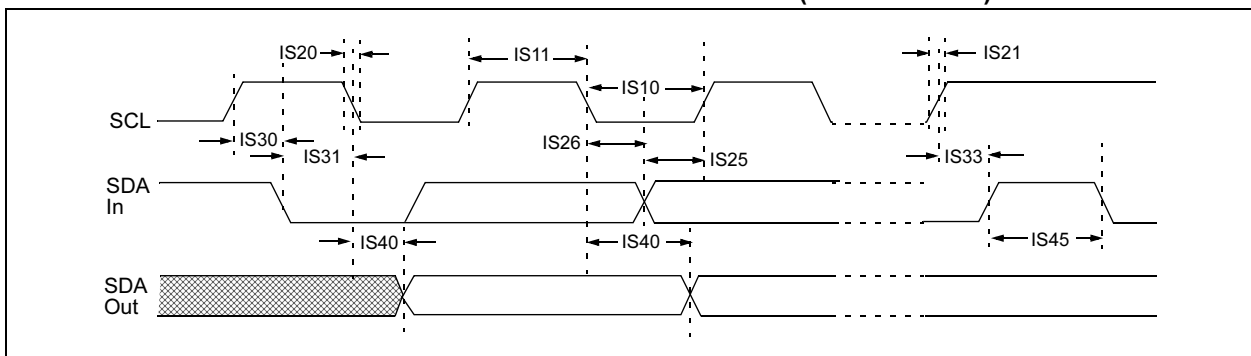 IS20
IS11
IS21
IS10
SCL
IS30
IS31
IS26
IS25
IS33
SDA
In
IS40
IS40
IS45
SDA
Out